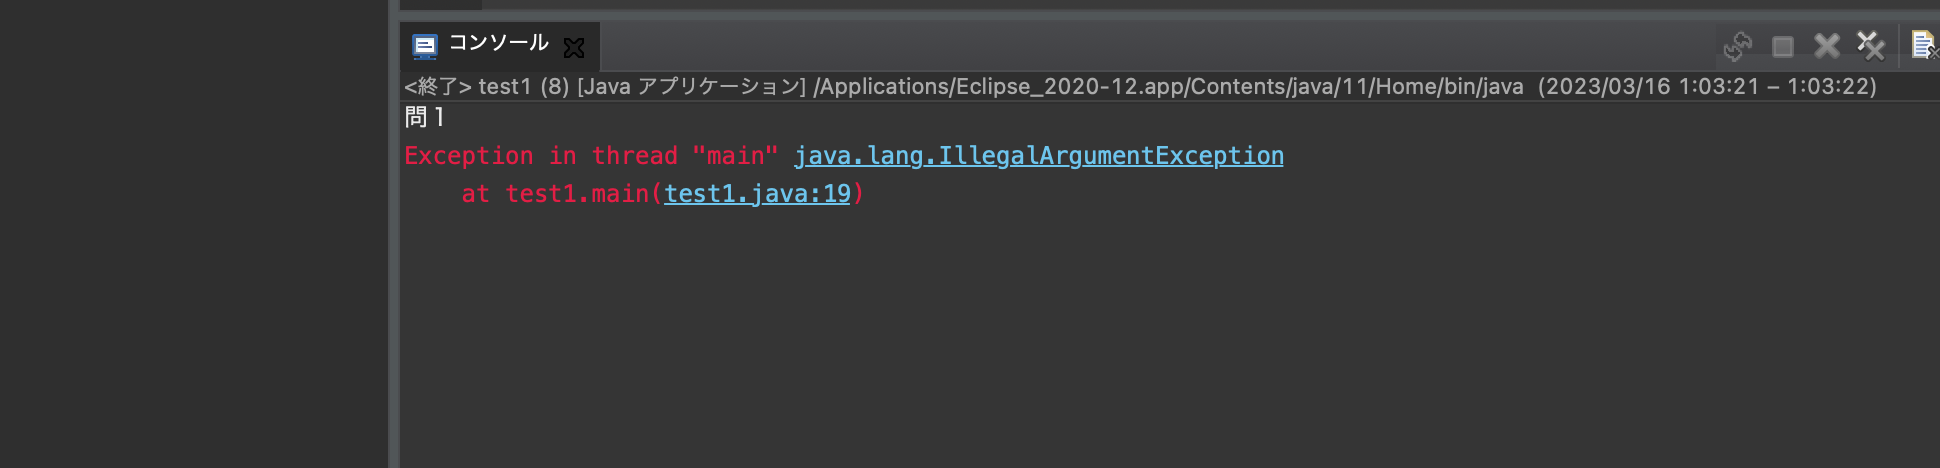 コンソール
<終了> test1 (8) [Java アプリケーション] /Applications/Eclipse_2020-12.app/Contents/java/11/Home/bin/java  (2023/03/16 1:03:21 – 1:03:22)
問１
Exception in thread "main" java.lang.IllegalArgumentException
    at test1.main(test1.java:19)